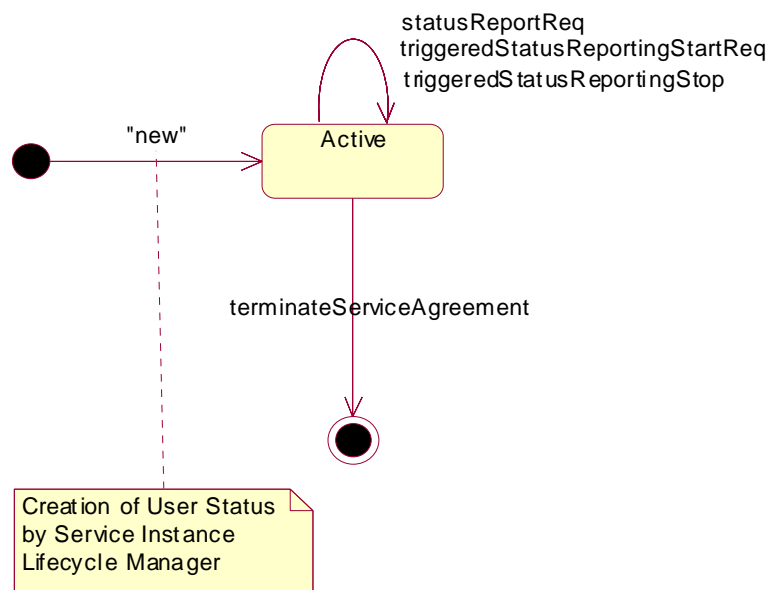 statusReportReq
triggeredStatusReportingStartReq
triggeredStatusReportingStop
"new"
Active
terminateServiceAgreement
Creation of User Status
by Service Instance
Lifecycle Manager